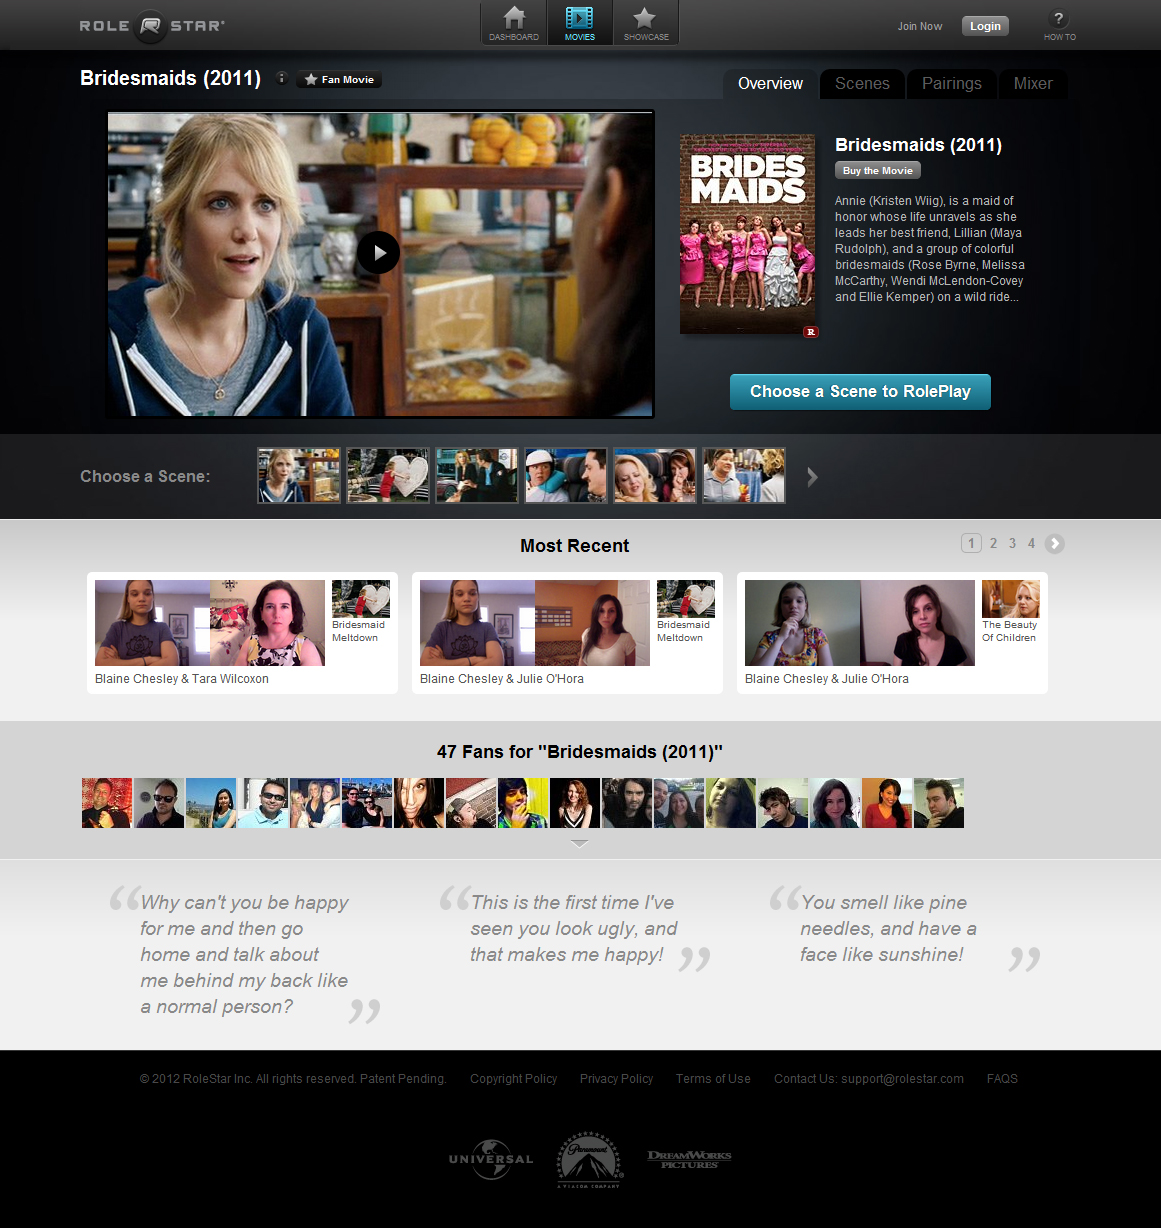 ROLE STAR
DASHBOARD
MOVIES
SHOWCASE
Join Now
Login
?
HOW TO
Bridesmaids (2011)
i
Fan Movie
Overview
Scenes
Pairings
Mixer
BRIDES
MAIDS
R
Bridesmaids (2011)
Buy the Movie
Annie (Kristen Wiig), is a maid of
honor whose life unravels as she
leads her best friend, Lillian (Maya
Rudolph), and a group of colorful
bridesmaids (Rose Byrne, Melissa
McCarthy, Wendi McLendon-Covey
and Ellie Kemper) on a wild ride...
Choose a Scene to RolePlay
Choose a Scene:
Most Recent
1 2 3 4
Bridesmaid
Meltdown
Blaine Chesley & Tara Wilcoxon
Bridesmaid
Meltdown
Blaine Chesley & Julie O'Hora
The Beauty
Of Children
Blaine Chesley & Julie O'Hora
47 Fans for "Bridesmaids (2011)"
“Why can't you be happy
for me and then go
home and talk about
me behind my back like
a normal person? ”
“This is the first time I've
seen you look ugly, and
that makes me happy! ”
“You smell like pine
needles, and have a
face like sunshine! ”
© 2012 RoleStar Inc. All rights reserved. Patent Pending. Copyright Policy Privacy Policy Terms of Use Contact Us: support@rolestar.com FAQS
UNIVERSAL
Paramount
A VIACOM COMPANY
DREAMWORKS
PICTURES